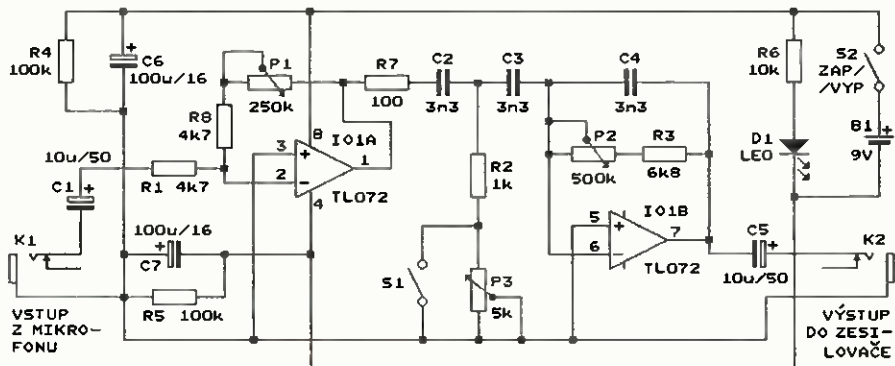 R4
100k
C6
100u/16
P1
250k
R7
100
C2
3n3
C3
3n3
C4
3n3
R6
10k
S2
ZAP/
/VYP
R8
4k7
IO1A
8
3
2
1
4
TL072
P2
500k
R3
6k8
D1
LED
B1
9V
10u/50
C1
R1
4k7
R2
1k
IO1B
5
6
7
TL072
C5
10u/50
K1
100u/16
C7
R5
100k
S1
P3
5k
K2
VSTUP
Z MIKRO-
FONU
VÝSTUP
DO ZESI-
LOVAČE